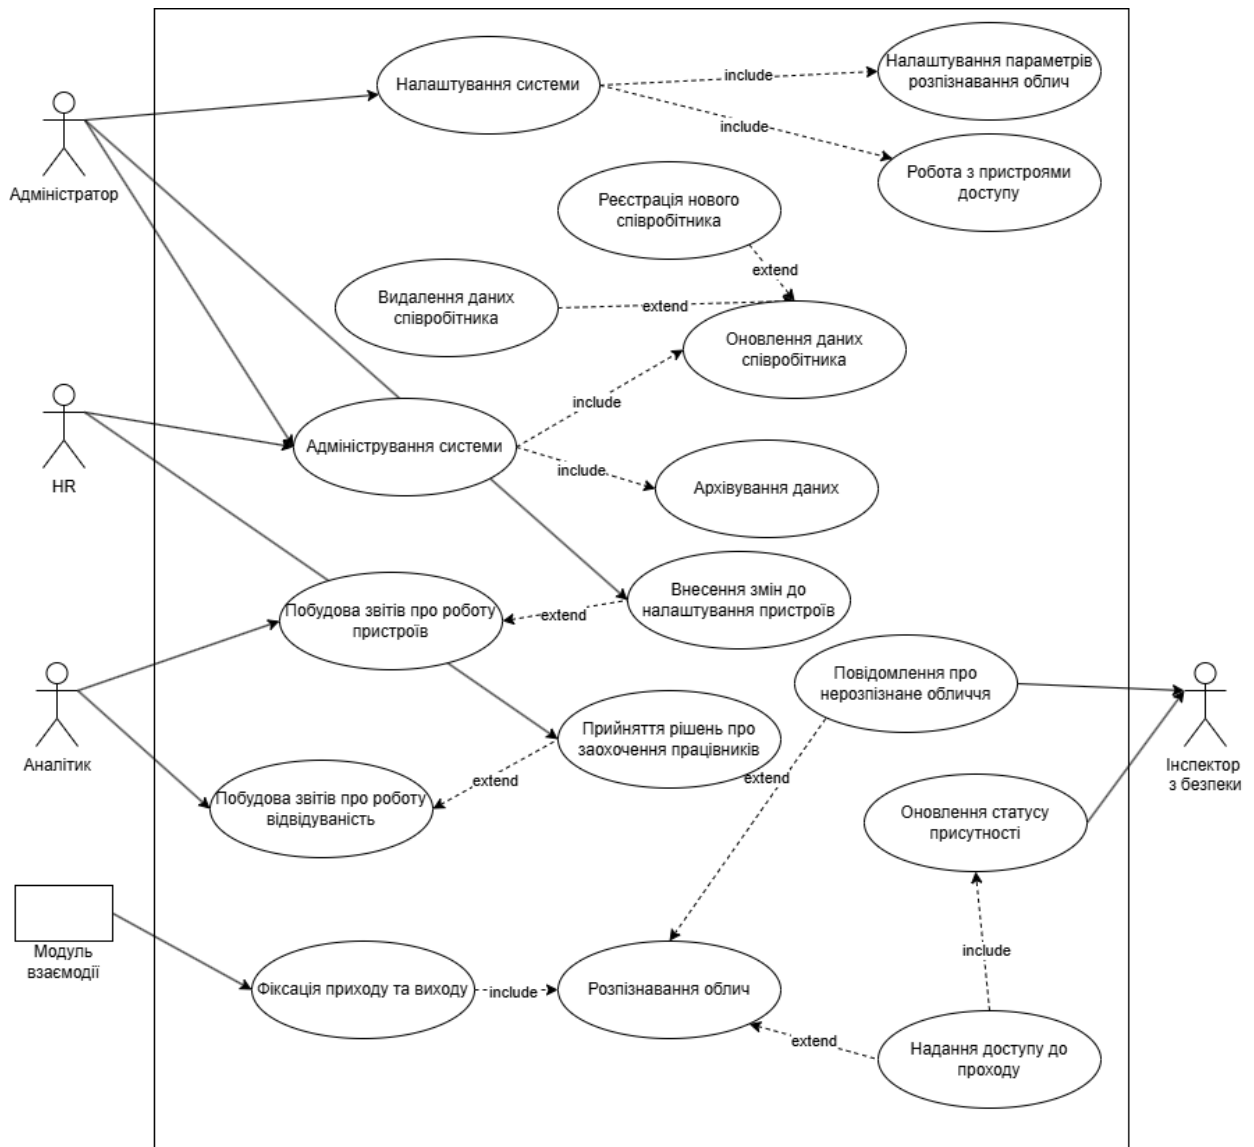 Налаштування системи
include
Налаштування параметрів
розпізнавання облич
include
Адміністратор
Робота з пристроями
доступу
Реєстрація нового
співробітника
extend
Видалення даних
співробітника
extend
Оновлення даних
співробітника
include
HR
Адміністрування системи
include
Архівування даних
Побудова звітів про роботу
пристроїв
extend
Внесення змін до
налаштування пристроїв
Повідомлення про
нерозпізнане обличчя
Аналітик
Прийняття рішень про
заохочення працівників
extend
extend
Інспектор
з безпеки
Побудова звітів про роботу
відвідуваність
Оновлення статусу
присутності
Модуль
взаємодії
include
Фіксація приходу та виходу
include
Розпізнавання облич
extend
Надання доступу до
проходу